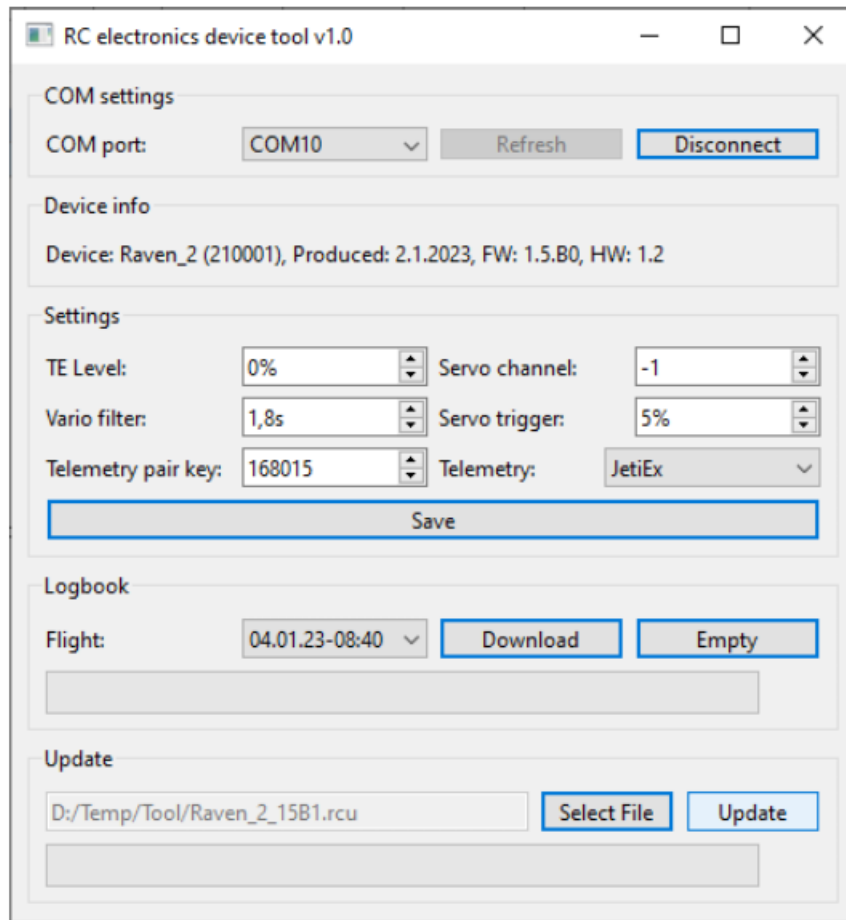 RC electronics device tool v1.0
COM settings
COM port: COM10 Refresh Disconnect
Device info
Device: Raven_2 (210001), Produced: 2.1.2023, FW: 1.5.B0, HW: 1.2
Settings
TE Level: 0% Servo channel: -1
Vario filter: 1,8s Servo trigger: 5%
Telemetry pair key: 168015 Telemetry: JetiEx
Save
Logbook
Flight: 04.01.23-08:40 Download Empty
Update
D:/Temp/Tool/Raven_2_15B1.rcu Select File Update